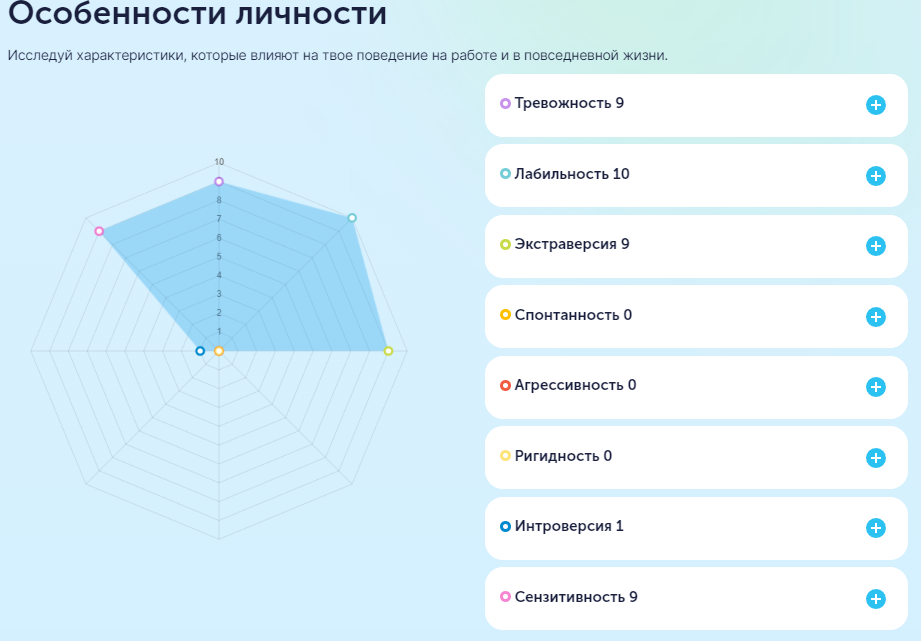 Особенности личности
Исследуй характеристики, которые влияют на твое поведение на работе и в повседневной жизни.
Тревожность 9
Лабильность 10
Экстраверсия 9
Спонтанность 0
Агрессивность 0
Ригидность 0
Интроверсия 1
Сензитивность 9
10
8
7
6
5
4
3
2
1